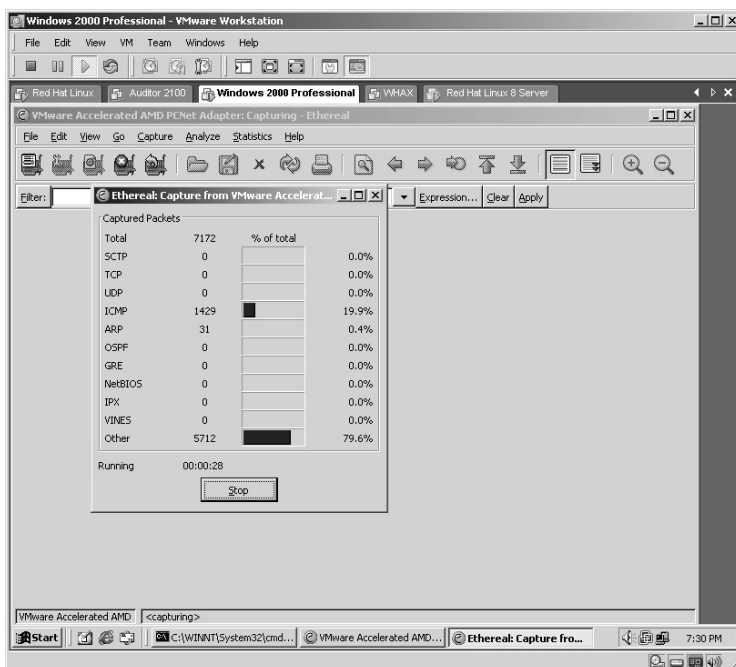 Windows 2000 Professional - VMware Workstation
File Edit View VM Team Windows Help
Red Hat Linux Auditor 2100 Windows 2000 Professional WHAX Red Hat Linux 8 Server
VMware Accelerated AMD PCNet Adapter: Capturing - Ethereal
File Edit View Go Capture Analyze Statistics Help
Filter: Expression... Clear Apply
Ethereal: Capture from VMware Accelerat...
Captured Packets
Total 7172 % of total
SCTP 0 0.0%
TCP 0 0.0%
UDP 0 0.0%
ICMP 1429 19.9%
ARP 31 0.4%
OSPF 0 0.0%
GRE 0 0.0%
NetBIOS 0 0.0%
IPX 0 0.0%
VINES 0 0.0%
Other 5712 79.6%
Running 00:00:28
Stop
VMware Accelerated AMD <capturing>
Start C:\WINNT\System32\cmd... VMware Accelerated AMD... Ethereal: Capture fro... 7:30 PM